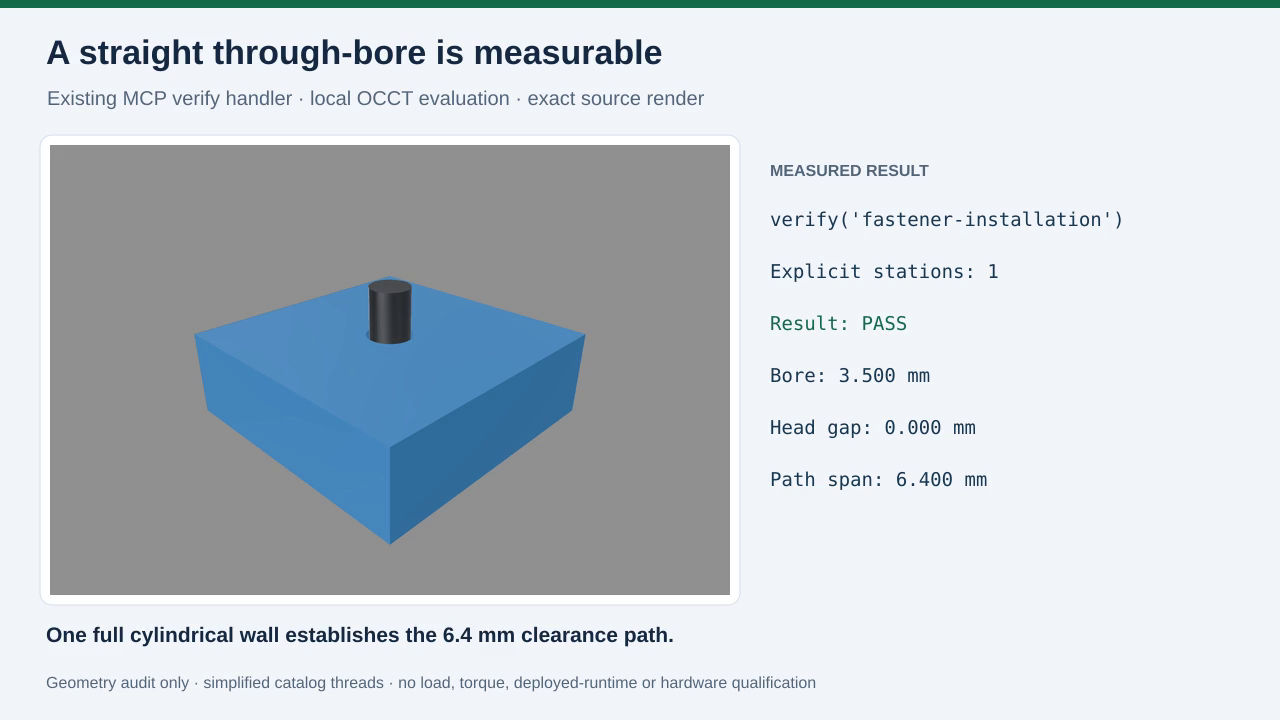 A straight through-bore is measurable
Existing MCP verify handler · local OCCT evaluation · exact source render
MEASURED RESULT
verify('fastener-installation')
Explicit stations: 1
Result: PASS
Bore: 3.500 mm
Head gap: 0.000 mm
Path span: 6.400 mm
One full cylindrical wall establishes the 6.4 mm clearance path.
Geometry audit only · simplified catalog threads · no load, torque, deployed-runtime or hardware qualification